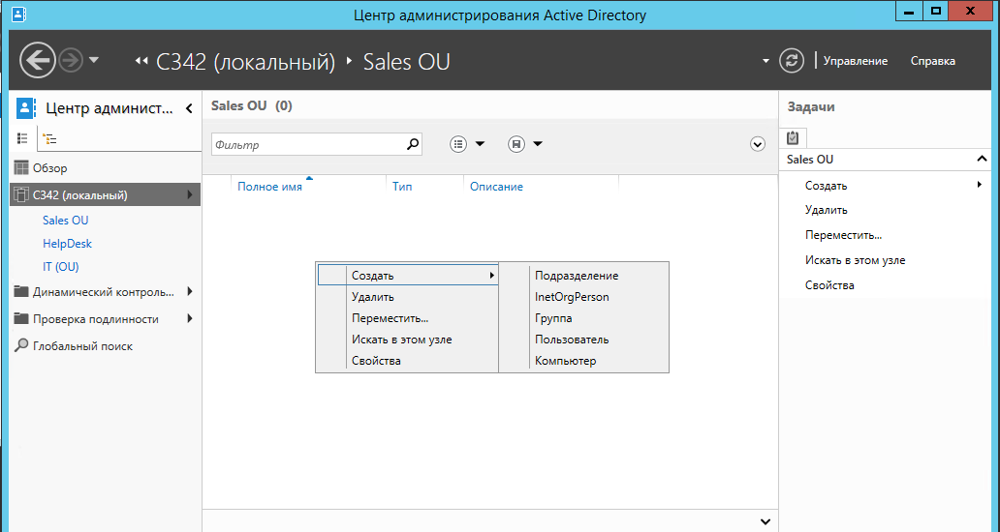 Центр администрирования Active Directory
C342 (локальный) Sales OU
Управление
Справка
Центр админист...
Обзор
C342 (локальный)
Sales OU
HelpDesk
IT (OU)
Динамический контроль...
Проверка подлинности
Глобальный поиск
Sales OU (0)
Фильтр
Полное имя Тип Описание
Создать
Удалить
Переместить...
Искать в этом узле
Свойства
Подразделение
InetOrgPerson
Группа
Пользователь
Компьютер
Задачи
Sales OU
Создать
Удалить
Переместить...
Искать в этом узле
Свойства